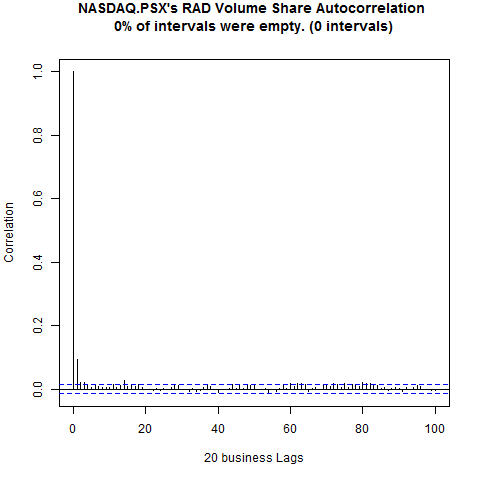 NASDAQ.PSX's RAD Volume Share Autocorrelation
0% of intervals were empty. (0 intervals)
Correlation
1.0
0.8
0.6
0.4
0.2
0.0
0 20 40 60 80 100
20 business Lags